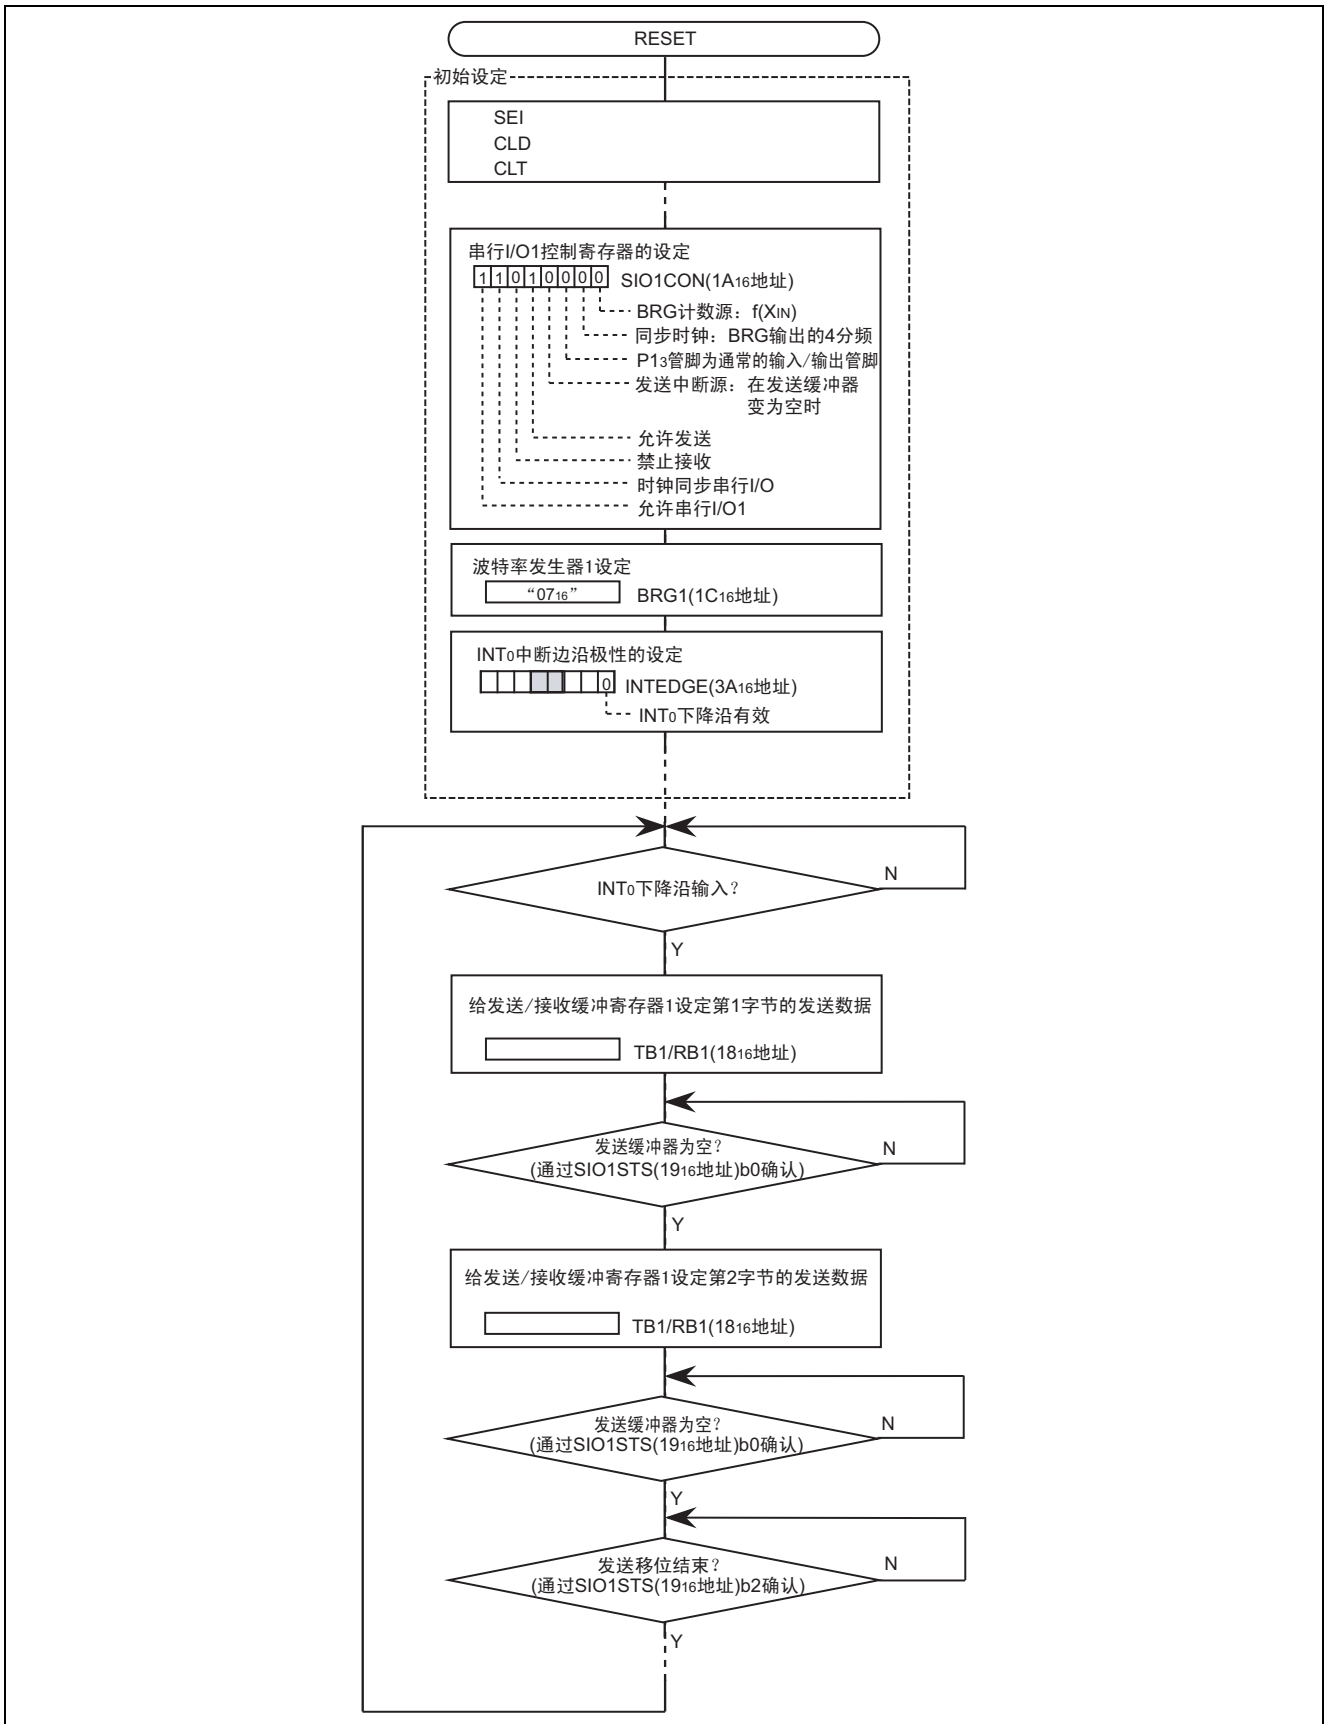 RESET
初始设定
SEI
CLD
CLT
串行I/O1控制寄存器的设定
11010000 SIO1CON(1A16地址)
BRG计数源：f(XIN)
同步时钟：BRG输出的4分频
P13管脚为通常的输入/输出管脚
发送中断源：在发送缓冲器
变为空时
允许发送
禁止接收
时钟同步串行I/O
允许串行I/O1
波特率发生器1设定
“0716” BRG1(1C16地址)
INT0中断边沿极性的设定
0 INTEDGE(3A16地址)
INT0下降沿有效
INT0下降沿输入？
N
Y
给发送/接收缓冲寄存器1设定第1字节的发送数据
TB1/RB1(1816地址)
发送缓冲器为空？
(通过SIO1STS(1916地址)b0确认)
N
Y
给发送/接收缓冲寄存器1设定第2字节的发送数据
TB1/RB1(1816地址)
发送缓冲器为空？
(通过SIO1STS(1916地址)b0确认)
N
Y
发送移位结束？
(通过SIO1STS(1916地址)b2确认)
N
Y